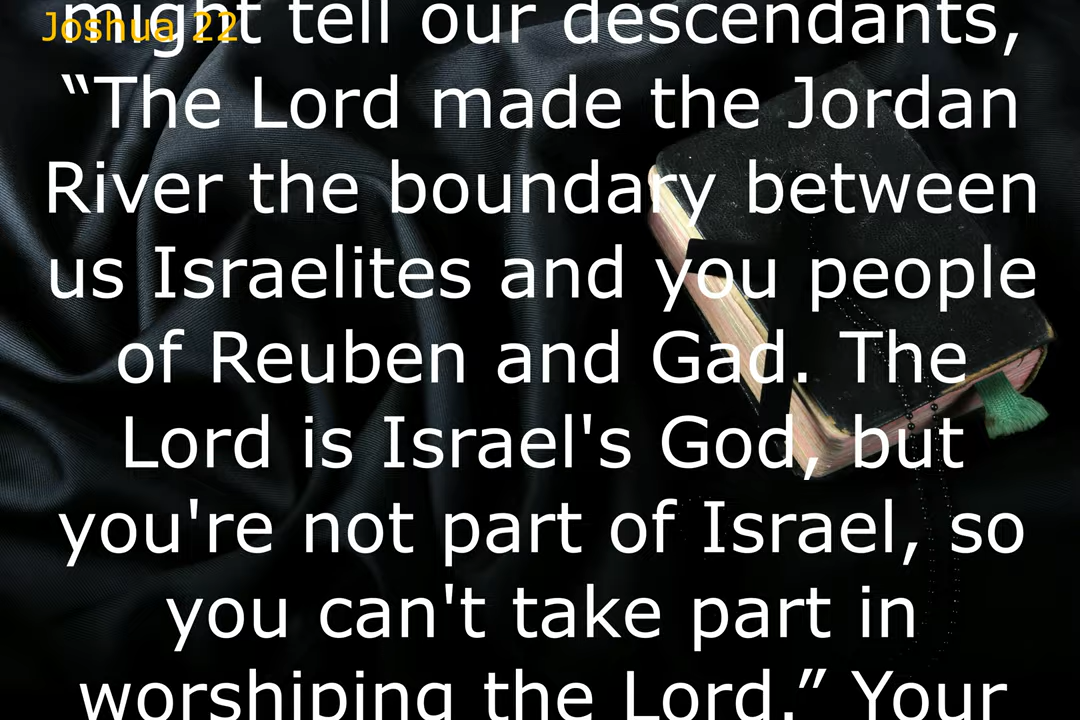 Joshua 22
might tell our descendants,
“The Lord made the Jordan
River the boundary between
us Israelites and you people
of Reuben and Gad. The
Lord is Israel's God, but
you're not part of Israel, so
you can't take part in
worshiping the Lord.” Your